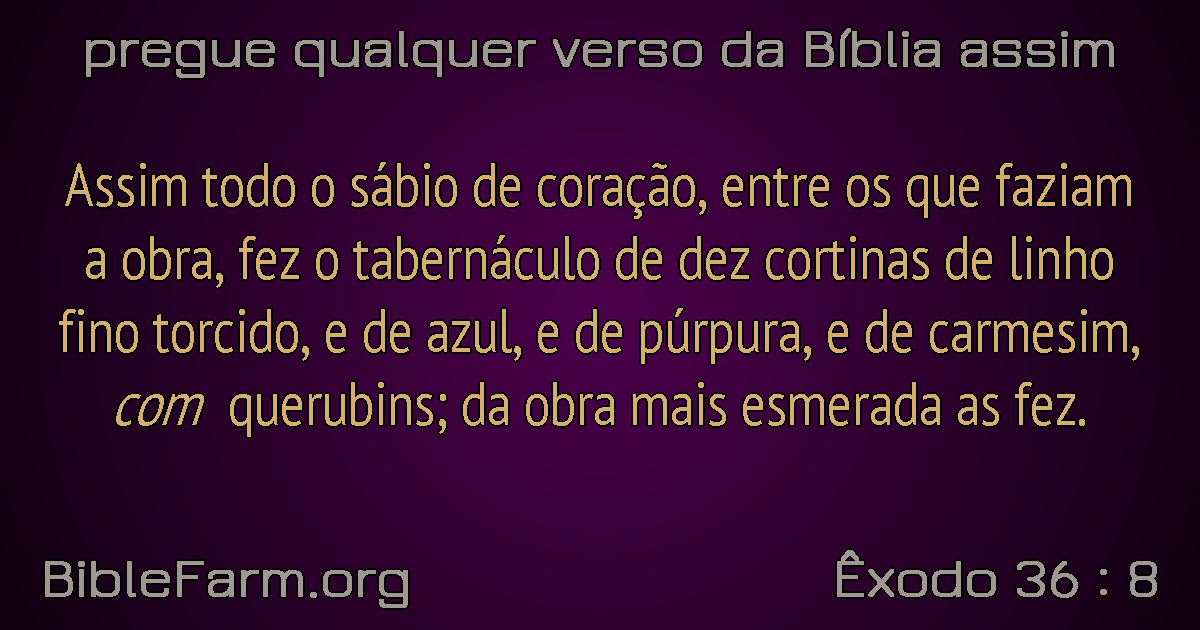 pregue qualquer verso da Bíblia assim
Assim todo o sábio de coração, entre os que faziam
a obra, fez o tabernáculo de dez cortinas de linho
fino torcido, e de azul, e de púrpura, e de carmesim,
com querubins; da obra mais esmerada as fez.
BibleFarm.org
Êxodo 36 : 8